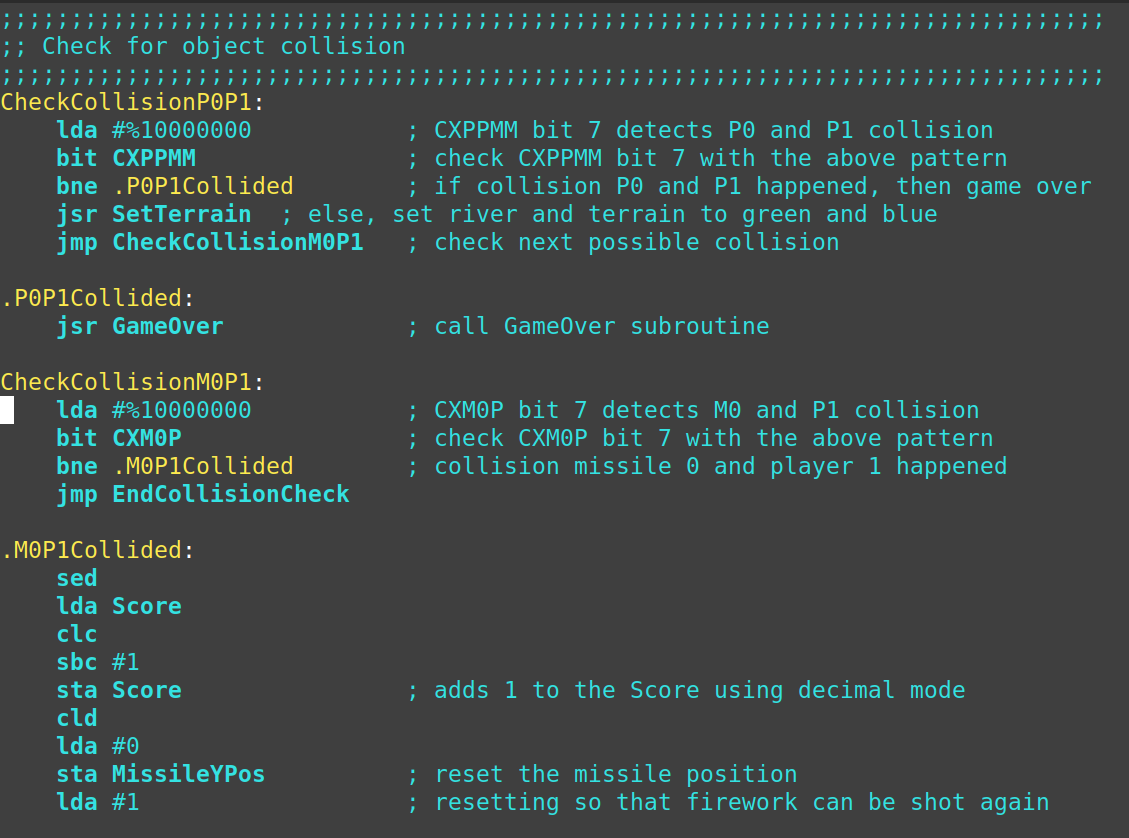 ;;;;;;;;;;;;;;;;;;;;;;;;;;;;;;;;;;;;;;;;;;;;;;;;;;;;;;;;;;;;;;;;;;;;;;;;;;;;;;;
;; Check for object collision
;;;;;;;;;;;;;;;;;;;;;;;;;;;;;;;;;;;;;;;;;;;;;;;;;;;;;;;;;;;;;;;;;;;;;;;;;;;;;;;
CheckCollisionP0P1:
    lda #%10000000           ; CXPPMM bit 7 detects P0 and P1 collision
    bit CXPPMM               ; check CXPPMM bit 7 with the above pattern
    bne .P0P1Collided        ; if collision P0 and P1 happened, then game over
    jsr SetTerrain  ; else, set river and terrain to green and blue
    jmp CheckCollisionM0P1   ; check next possible collision

.P0P1Collided:
    jsr GameOver             ; call GameOver subroutine

CheckCollisionM0P1:
    lda #%10000000           ; CXM0P bit 7 detects M0 and P1 collision
    bit CXM0P                ; check CXM0P bit 7 with the above pattern
    bne .M0P1Collided        ; collision missile 0 and player 1 happened
    jmp EndCollisionCheck

.M0P1Collided:
    sed
    lda Score
    clc
    sbc #1
    sta Score                ; adds 1 to the Score using decimal mode
    cld
    lda #0
    sta MissileYPos          ; reset the missile position
    lda #1                   ; resetting so that firework can be shot again